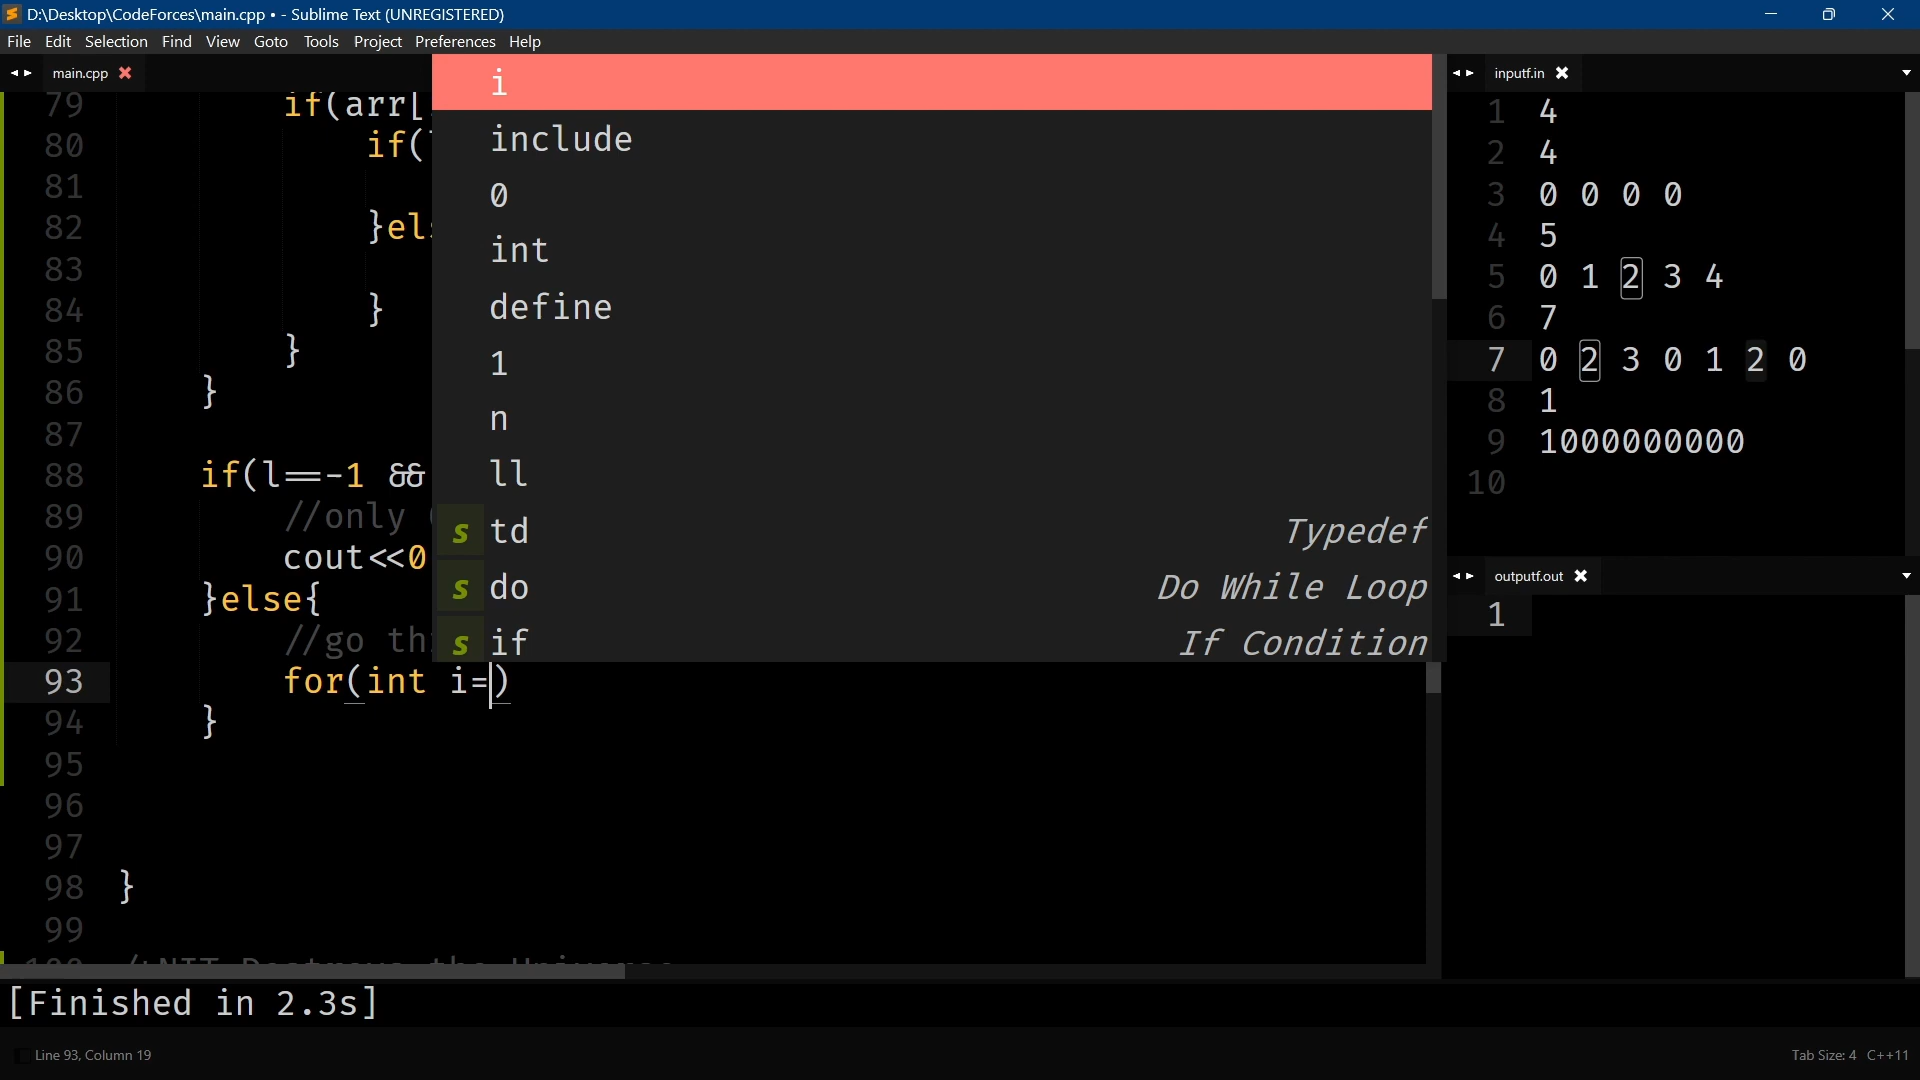 D:\Desktop\CodeForces\main.cpp • - Sublime Text (UNREGISTERED)
File Edit Selection Find View Goto Tools Project Preferences Help
main.cpp
79 if(arr[
80 if(
81
82 }el
83
84 }
85 }
86 }
87
88 if(l==-1 &&
89 //only
90 cout<<0
91 }else{
92 //go
93 for(int i=)
94 }
95
96
97
98 }
99
i
include
0
int
define
1
n
ll
s td Typedef
s do Do While Loop
s if If Condition
inputf.in
1 4
2 4
3 0 0 0 0
4 5
5 0 1 2 3 4
6 7
7 0 2 3 0 1 2 0
8 1
9 1000000000
10
outputf.out
1
[Finished in 2.3s]
Line 93, Column 19
Tab Size: 4 C++11